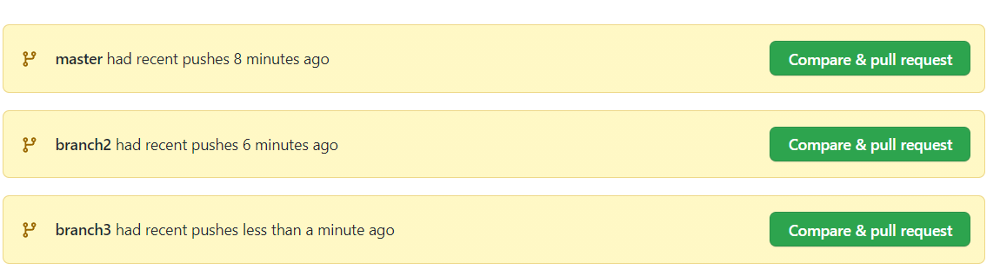 master had recent pushes 8 minutes ago Compare & pull request
branch2 had recent pushes 6 minutes ago Compare & pull request
branch3 had recent pushes less than a minute ago Compare & pull request